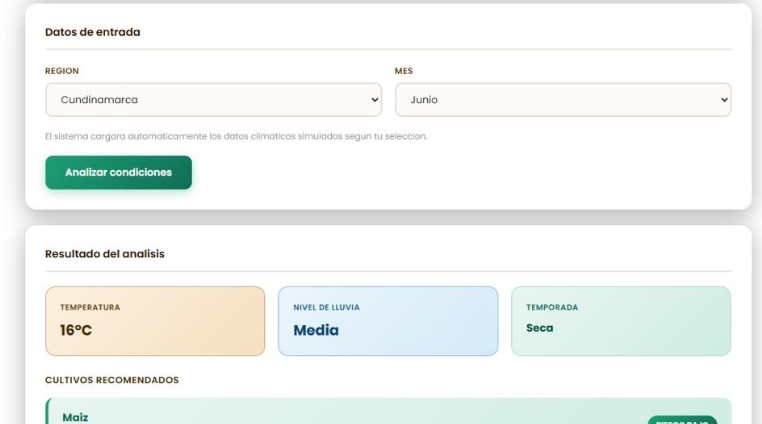 Datos de entrada
REGION
MES
Cundinamarca
Junio
El sistema cargara automaticamente los datos climaticos simulados segun tu seleccion.
Analizar condiciones
Resultado del analisis
TEMPERATURA
NIVEL DE LLUVIA
TEMPORADA
16°C
Media
Seca
CULTIVOS RECOMENDADOS
Maiz